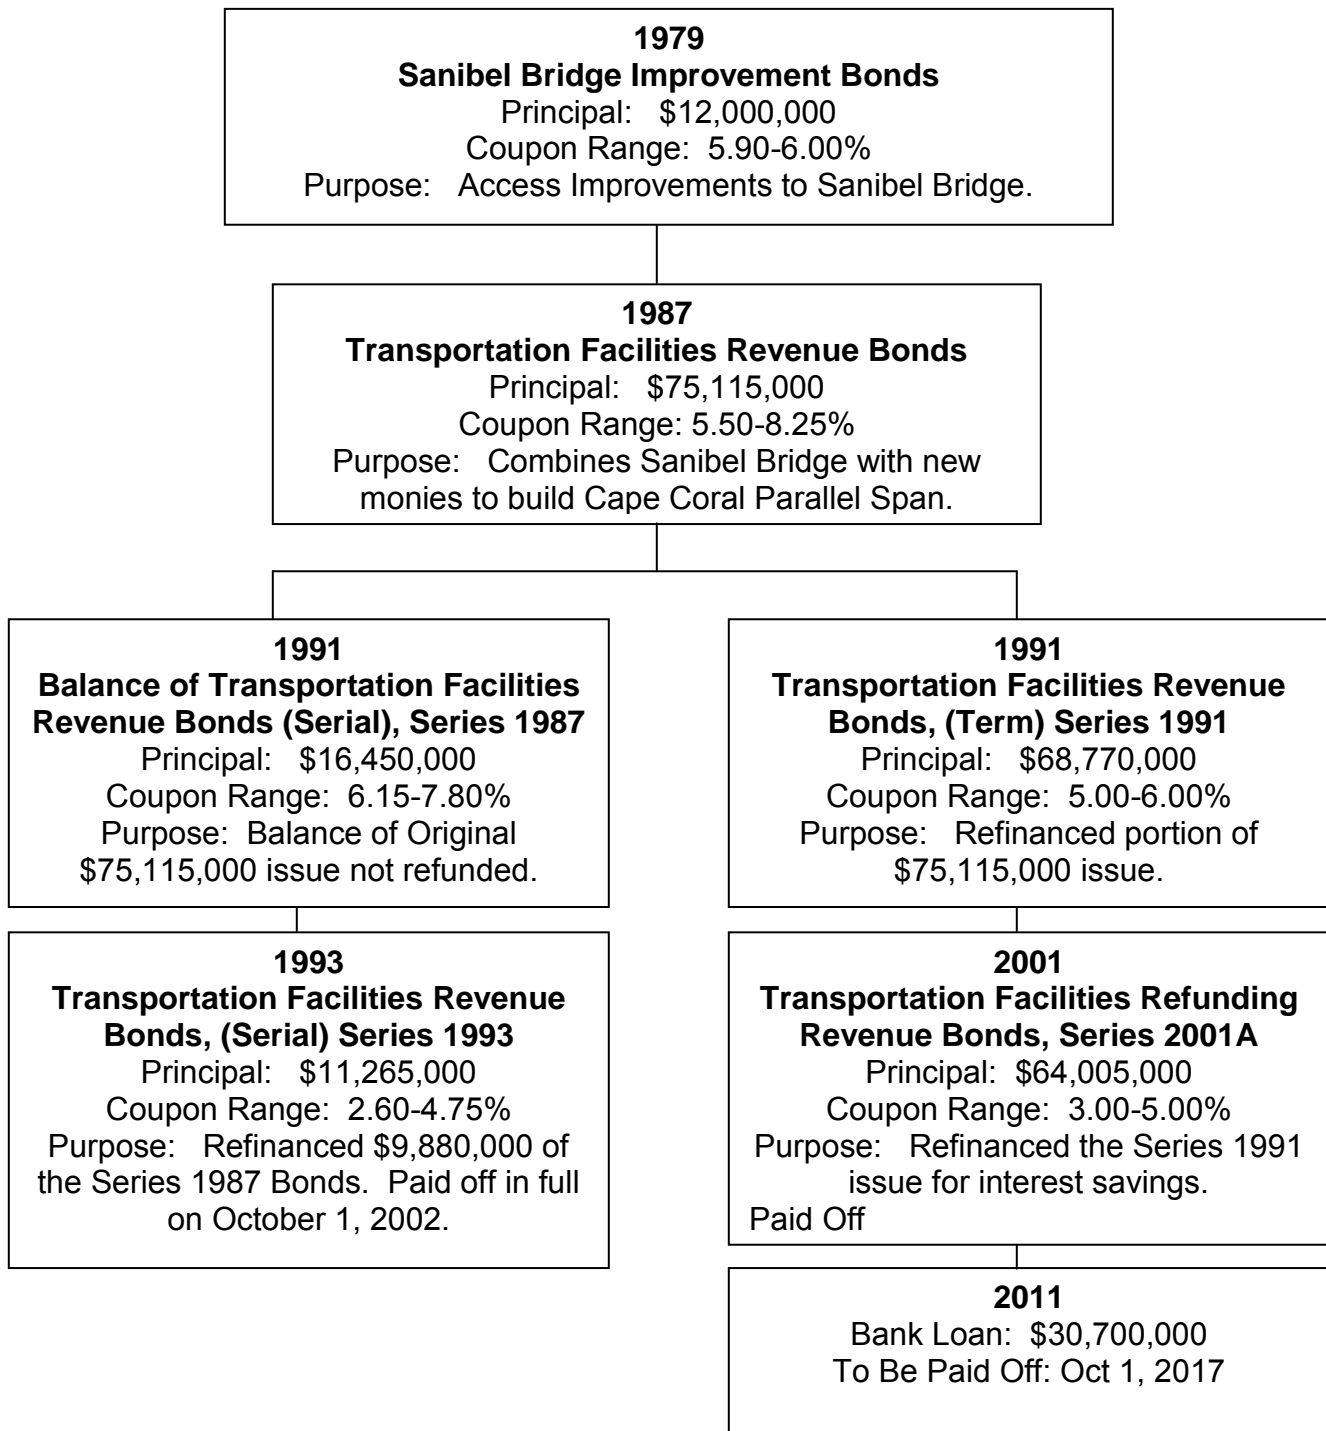 1979
Sanibel Bridge Improvement Bonds
Principal: $12,000,000
Coupon Range: 5.90-6.00%
Purpose: Access Improvements to Sanibel Bridge.
1987
Transportation Facilities Revenue Bonds
Principal: $75,115,000
Coupon Range: 5.50-8.25%
Purpose: Combines Sanibel Bridge with new
monies to build Cape Coral Parallel Span.
1991
Balance of Transportation Facilities
Revenue Bonds (Serial), Series 1987
Principal: $16,450,000
Coupon Range: 6.15-7.80%
Purpose: Balance of Original
$75,115,000 issue not refunded.
1991
Transportation Facilities Revenue
Bonds, (Term) Series 1991
Principal: $68,770,000
Coupon Range: 5.00-6.00%
Purpose: Refinanced portion of
$75,115,000 issue.
1993
Transportation Facilities Revenue
Bonds, (Serial) Series 1993
Principal: $11,265,000
Coupon Range: 2.60-4.75%
Purpose: Refinanced $9,880,000 of
the Series 1987 Bonds. Paid off in full
on October 1, 2002.
2001
Transportation Facilities Refunding
Revenue Bonds, Series 2001A
Principal: $64,005,000
Coupon Range: 3.00-5.00%
Purpose: Refinanced the Series 1991
issue for interest savings.
Paid Off
2011
Bank Loan: $30,700,000
To Be Paid Off: Oct 1, 2017